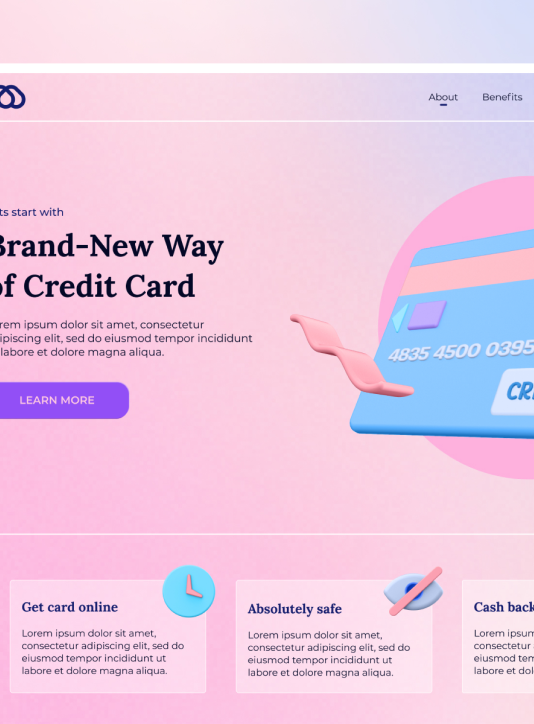 About Benefits
ts start with
Brand-New Way
of Credit Card
rem ipsum dolor sit amet, consectetur
ipiscing elit, sed do eiusmod tempor incididunt
labore et dolore magna aliqua.
LEARN MORE
4835 4500 0395
CR
Get card online
Lorem ipsum dolor sit amet,
consectetur adipiscing elit, sed do
eiusmod tempor incididunt ut
labore et dolore magna aliqua.
Absolutely safe
Lorem ipsum dolor sit amet,
consectetur adipiscing elit, sed do
eiusmod tempor incididunt ut
labore et dolore magna aliqua.
Cash back
Lorem ipsum
consectetur
eiusmod tem
labore et dol